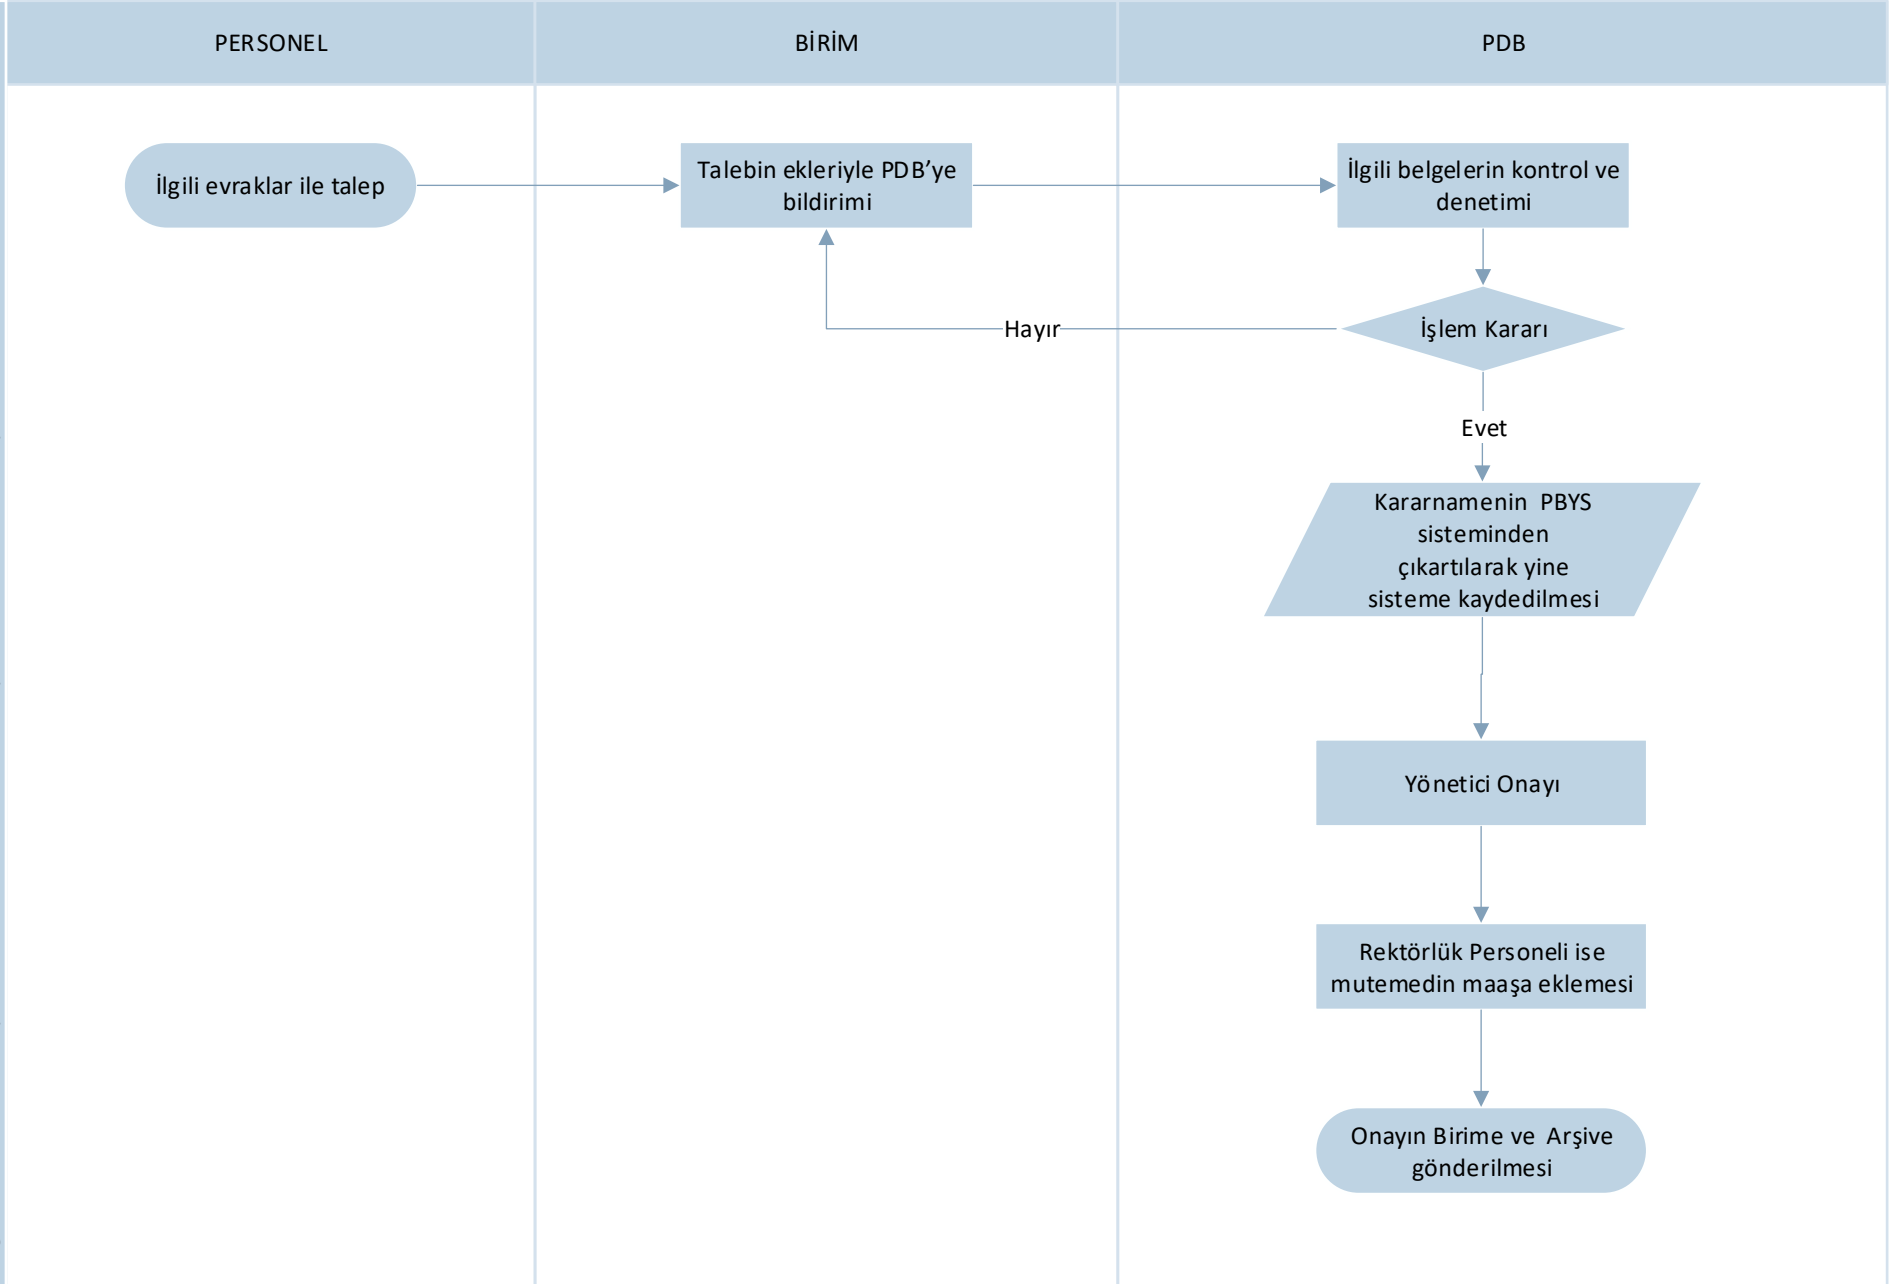 PERSONEL
BİRİM
PDB
İlgili evraklar ile talep
Talebin ekleriyle PDB’ye
bildirimi
İlgili belgelerin kontrol ve
denetimi
Hayır
İşlem Kararı
Evet
Kararnamenin PBYS
sisteminden
çıkartılarak yine
sisteme kaydedilmesi
Yönetici Onayı
Rektörlük Personeli ise
mutemedin maaşa eklemesi
Onayın Birime ve Arşive
gönderilmesi